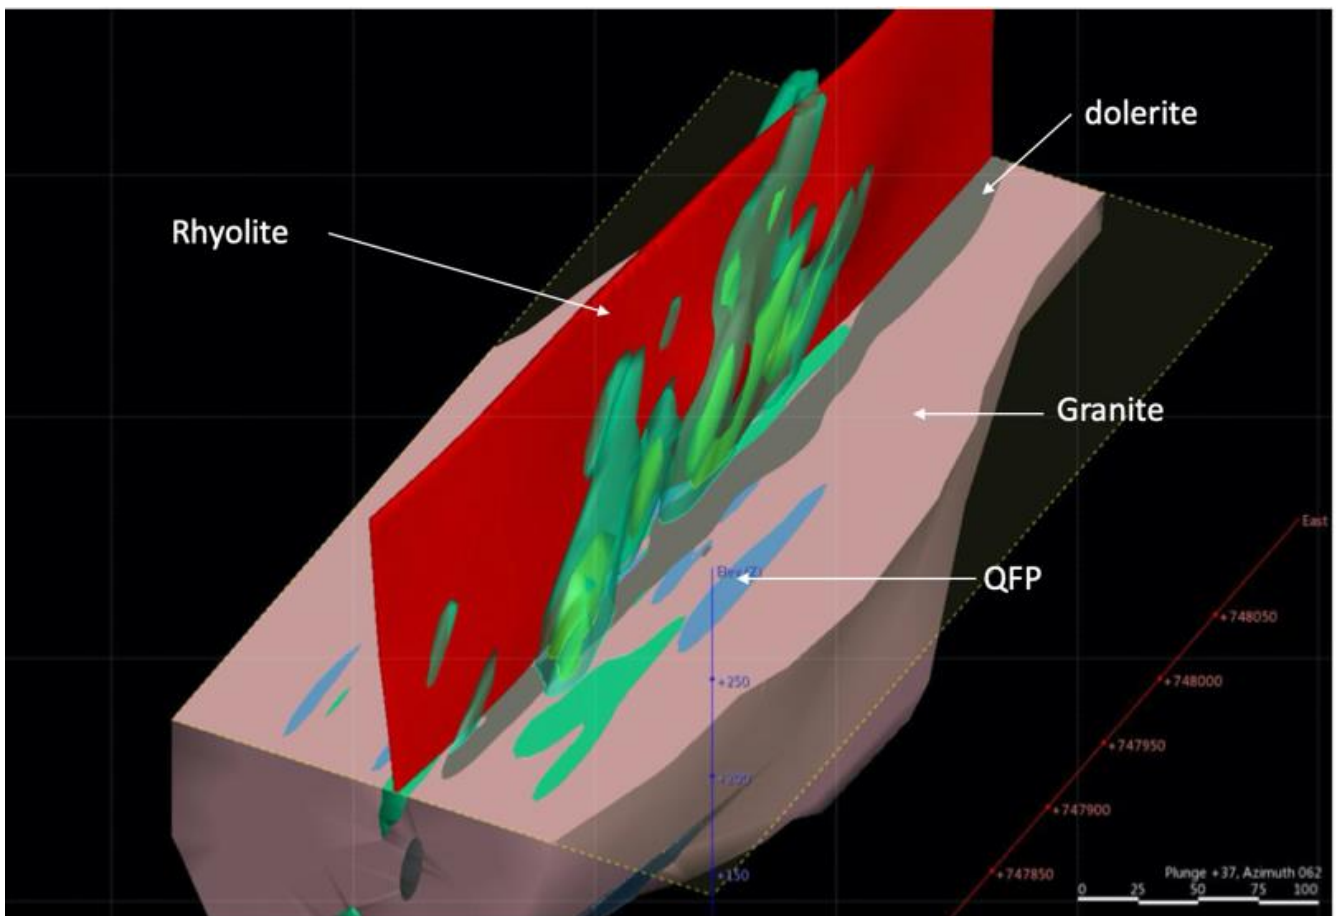 dolerite
Rhyolite
Granite
East
Elev (Z)
QFP
+748050
+250
+748000
+747950
+200
+747900
+150
+747850
Plunge +37, Azimuth 062
0 25 50 75 100